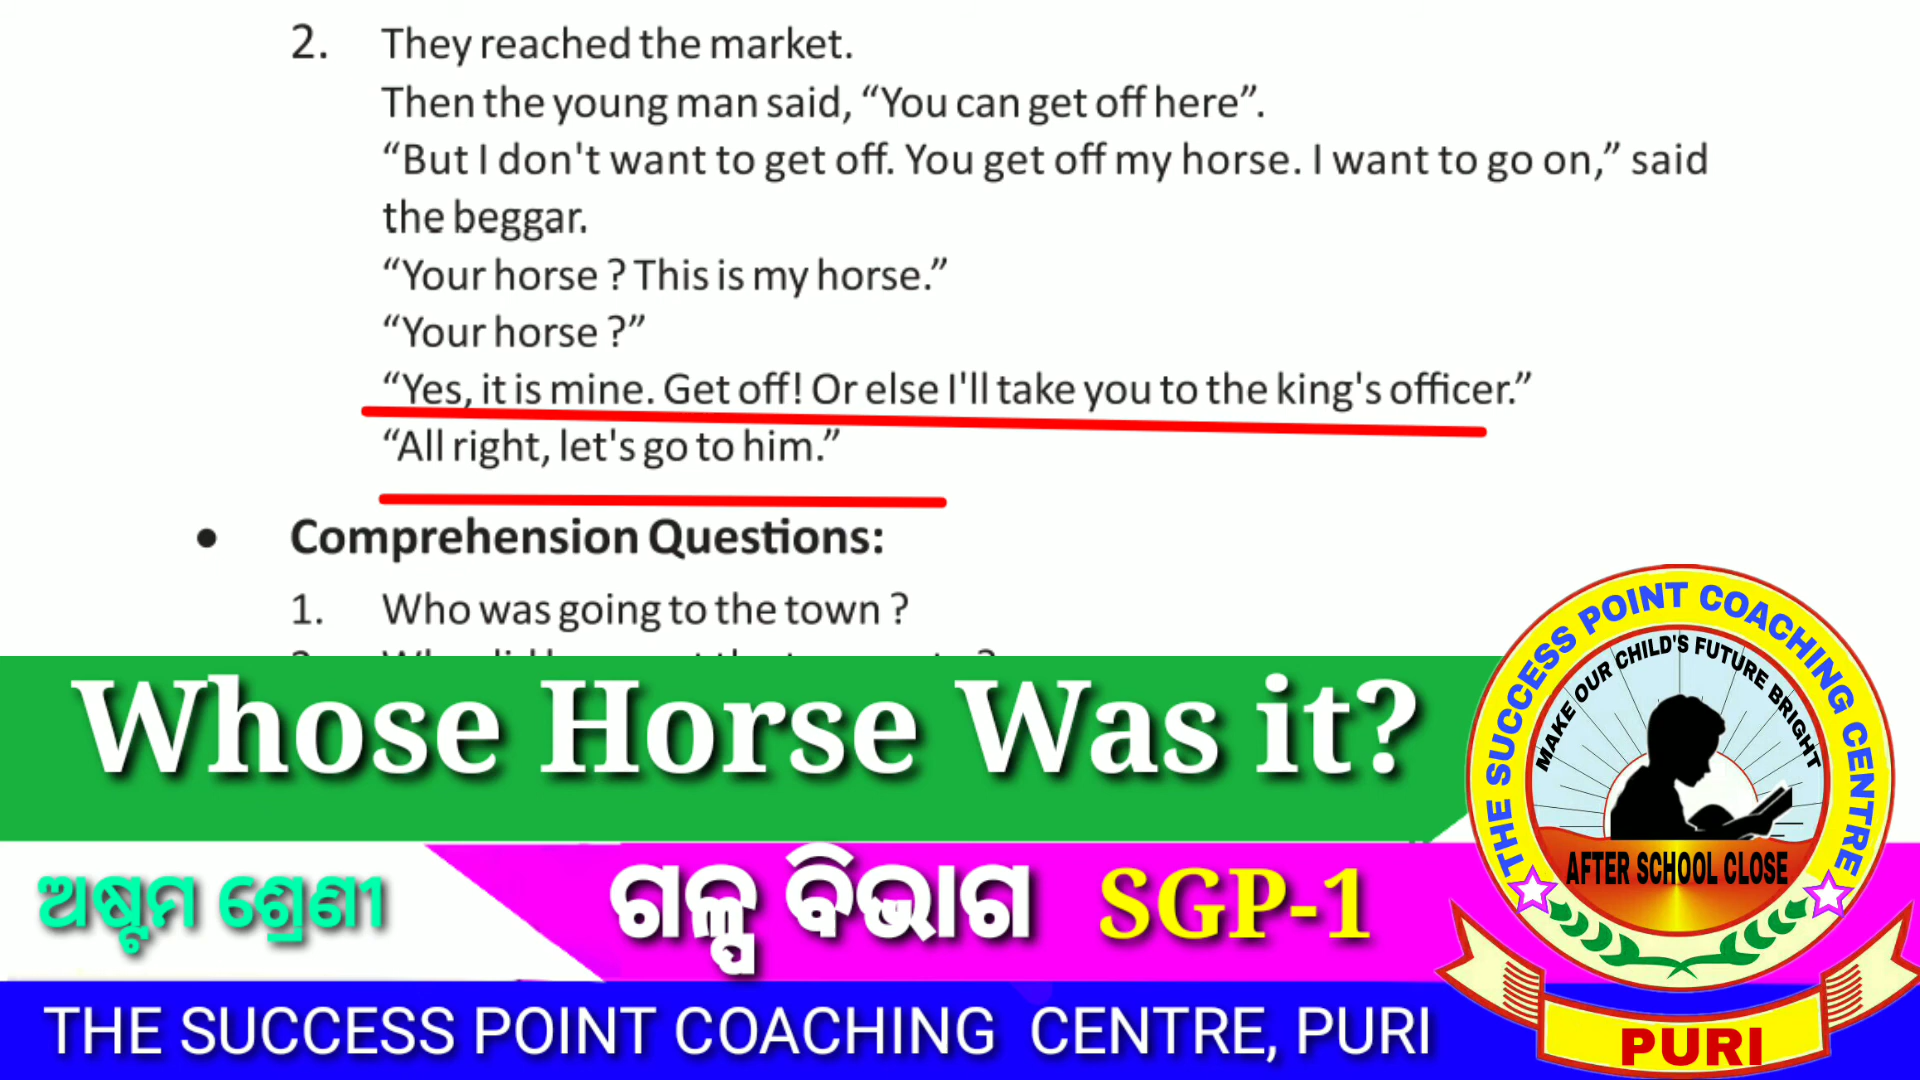 2. They reached the market.
Then the young man said, “You can get off here”.
“But I don't want to get off. You get off my horse. I want to go on,” said
the beggar.
“Your horse ? This is my horse.”
“Your horse ?”
“Yes, it is mine. Get off! Or else I'll take you to the king's officer.”
“All right, let's go to him.”
• Comprehension Questions:
1. Who was going to the town ?
Whose Horse Was it?
ଅଷ୍ଟମ ଶ୍ରେଣୀ
ଗଳ୍ପ ବିଭାଗ SGP-1
THE SUCCESS POINT COACHING CENTRE, PURI
THE SUCCESS POINT COACHING CENTRE
MAKE OUR CHILD'S FUTURE BRIGHT
AFTER SCHOOL CLOSE
PURI